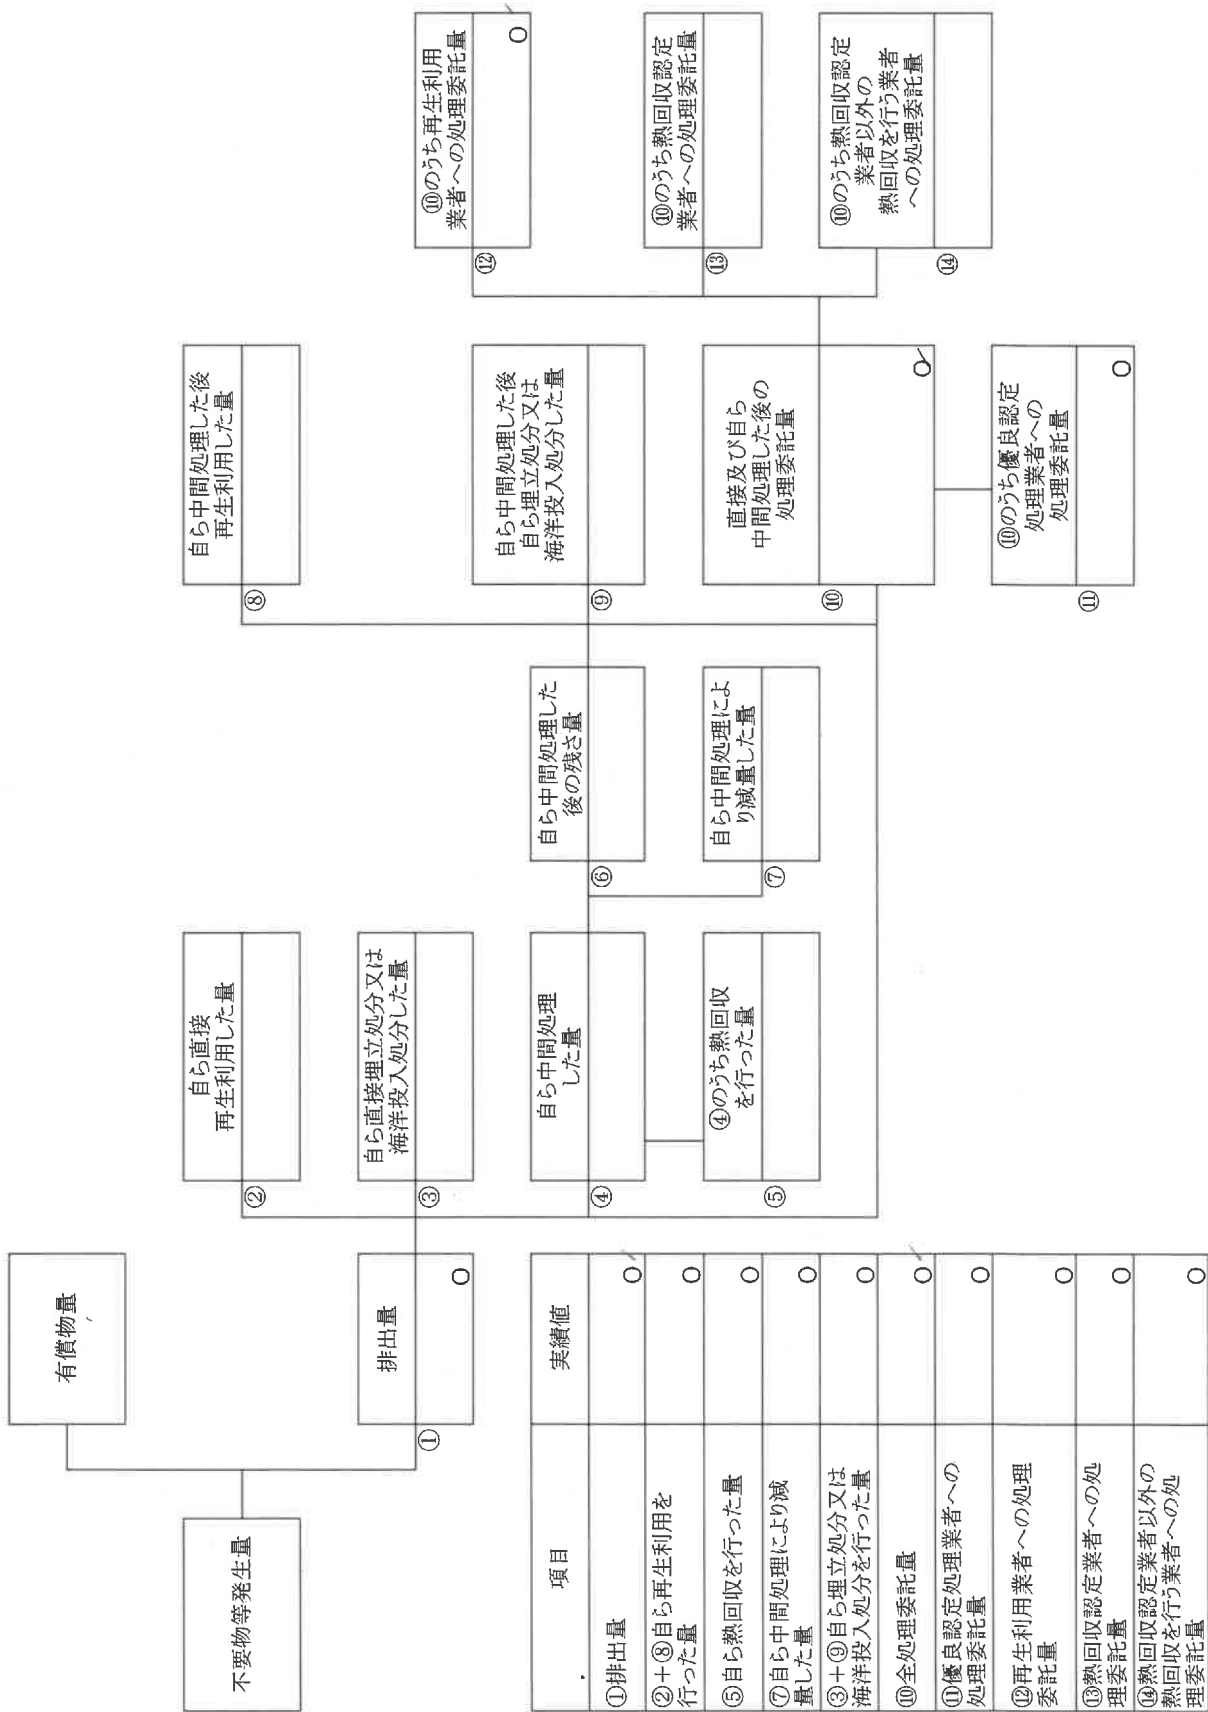 不要物等発生量
有償物量
①
排出量
0
②
自ら直接
再生利用した量
③
自ら直接埋立処分又は
海洋投入処分した量
④
自ら中間処理
した量
⑤
④のうち熱回収
を行った量
⑥
自ら中間処理した
後の残さ量
⑦
自ら中間処理によ
り減量した量
⑧
自ら中間処理した後
再生利用した量
⑨
自ら中間処理した後
自ら埋立処分又は
海洋投入処分した量
⑩
直接及び自ら
中間処理した後の
処理委託量
0
⑪
⑩のうち優良認定
処理業者への
処理委託量
0
⑫
⑩のうち再生利用
業者への処理委託量
0
⑬
⑩のうち熱回収認定
業者への処理委託量
⑭
⑩のうち熱回収認定
業者以外の
熱回収を行う業者
への処理委託量
項目 実績値
①排出量 0
②+⑧自ら再生利用を
行った量 0
⑤自ら熱回収を行った量 0
⑦自ら中間処理により減
量した量 0
③+⑨自ら埋立処分又は
海洋投入処分を行った量 0
⑩全処理委託量 0
⑪優良認定処理業者への
処理委託量 0
⑫再生利用業者への処理
委託量 0
⑬熱回収認定業者への処
理委託量 0
⑭熱回収認定業者以外の
熱回収を行う業者への処
理委託量 0